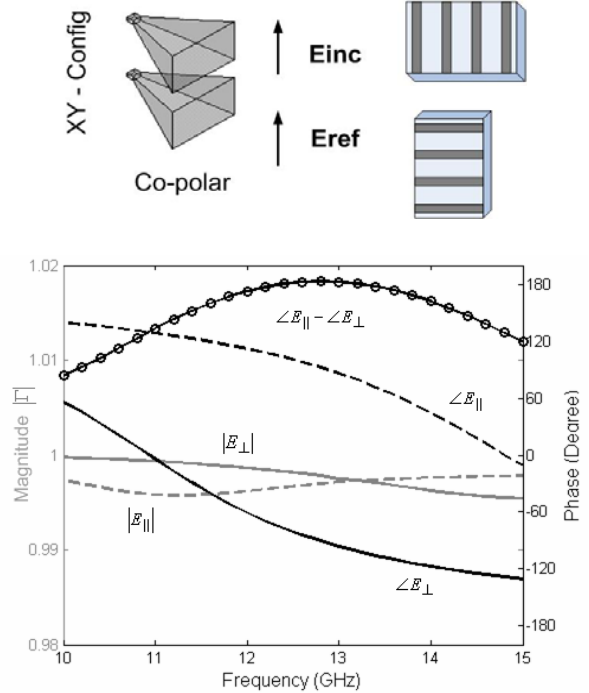 XY - Config
Einc
Eref
Co-polar
1.02
1.01
1
0.99
0.98
Magnitude |Γ|
180
120
60
0
-60
-120
-180
Phase (Degree)
∠E∥ − ∠E⊥
∠E∥
|E⊥|
|E∥|
∠E⊥
10
11
12
13
14
15
Frequency (GHz)